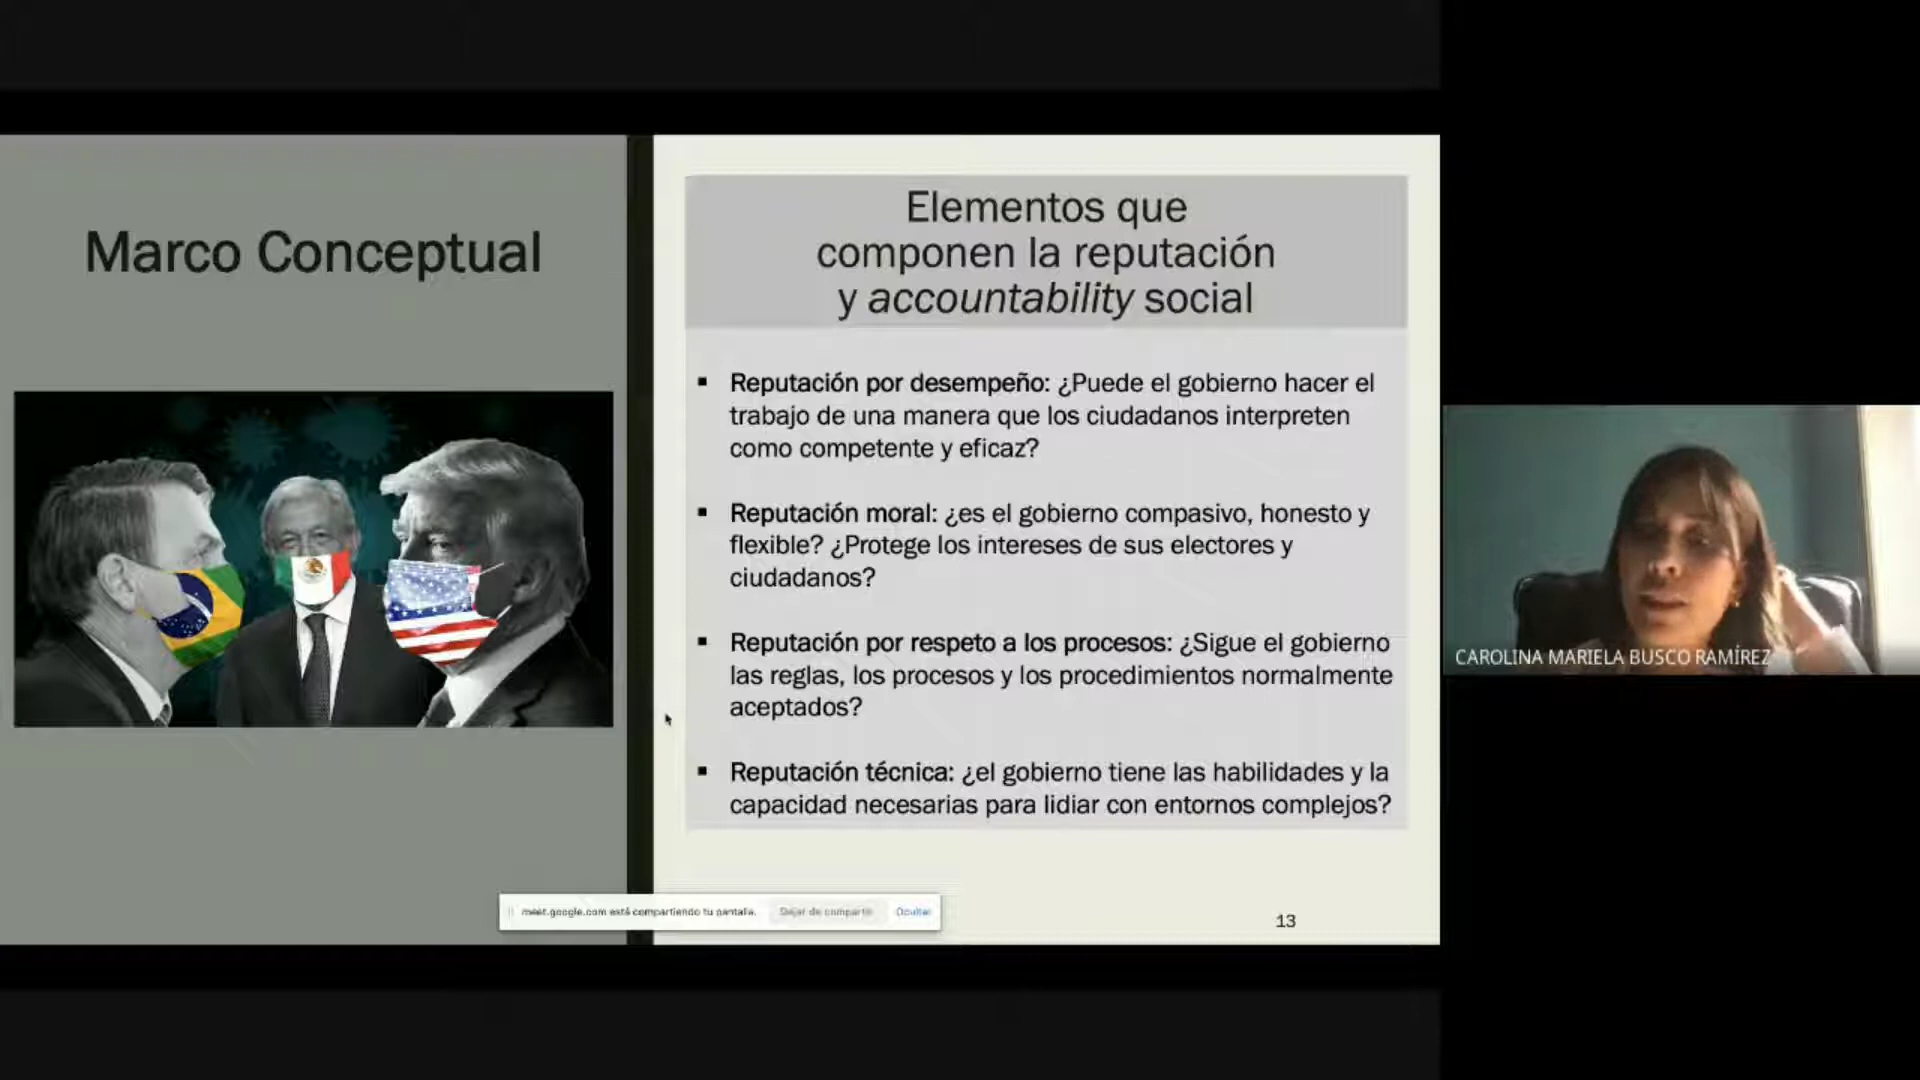 Marco Conceptual
Elementos que
componen la reputación
y accountability social
▪ Reputación por desempeño: ¿Puede el gobierno hacer el
trabajo de una manera que los ciudadanos interpreten
como competente y eficaz?
▪ Reputación moral: ¿es el gobierno compasivo, honesto y
flexible? ¿Protege los intereses de sus electores y
ciudadanos?
▪ Reputación por respeto a los procesos: ¿Sigue el gobierno
las reglas, los procesos y los procedimientos normalmente
aceptados?
▪ Reputación técnica: ¿el gobierno tiene las habilidades y la
capacidad necesarias para lidiar con entornos complejos?
13
meet.google.com está compartiendo tu pantalla. Dejar de compartir Ocultar
CAROLINA MARIELA BUSCO RAMÍREZ